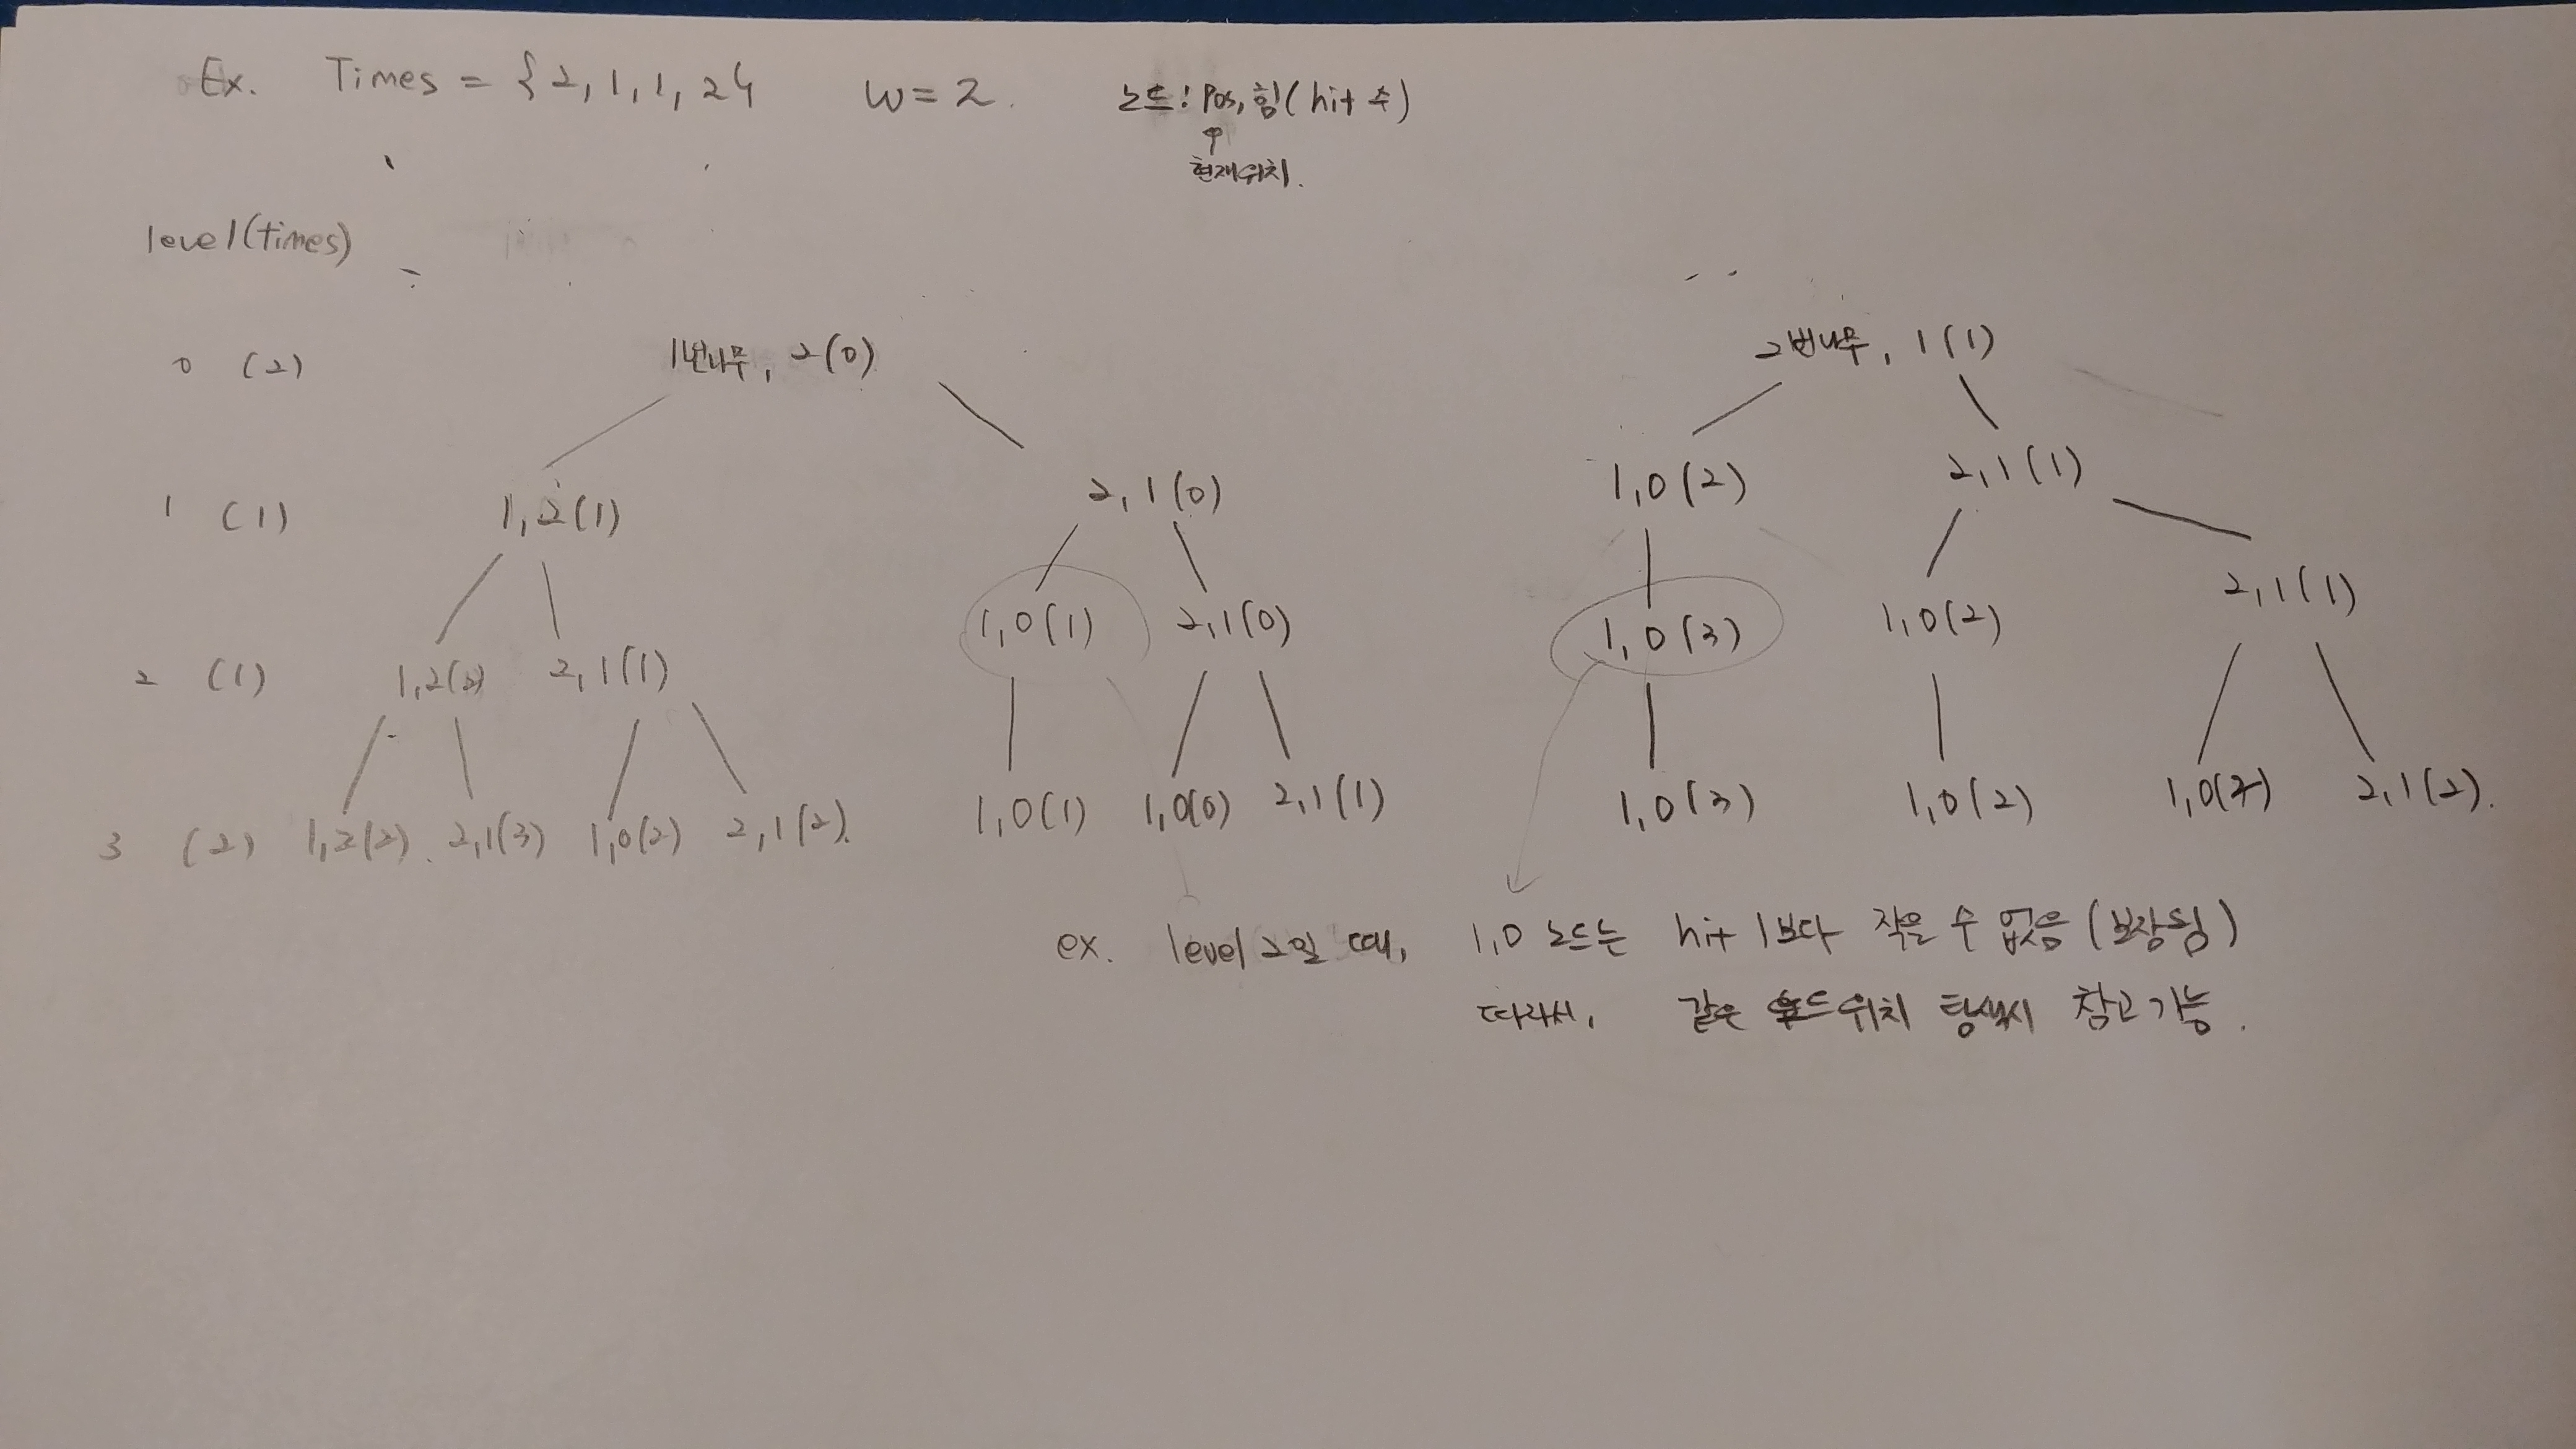 Ex. Times = {2, 1, 1, 2} W = 2. 노드 : Pos, 힘 ( hit 수 )
현재위치.
level(times)
0 (2) 1번나무, 2(0) 2번나무, 1(1)
1 (1) 1,2(1) 2,1(0) 1,0(2) 2,1(1)
1,0(1) 2,1(0) 1,0(3) 1,0(2) 2,1(1)
2 (1) 1,2(2) 2,1(1)
1,0(1) 1,0(0) 2,1(1) 1,0(3) 1,0(2) 1,0(2) 2,1(2).
3 (2) 1,2(2). 2,1(3) 1,0(2) 2,1(2).
ex. level 2일 때, 1,0 노드는 hit 1보다 작을 수 없음 (보장됨)
따라서, 같은 노드 위치 탐색시 참고 가능.